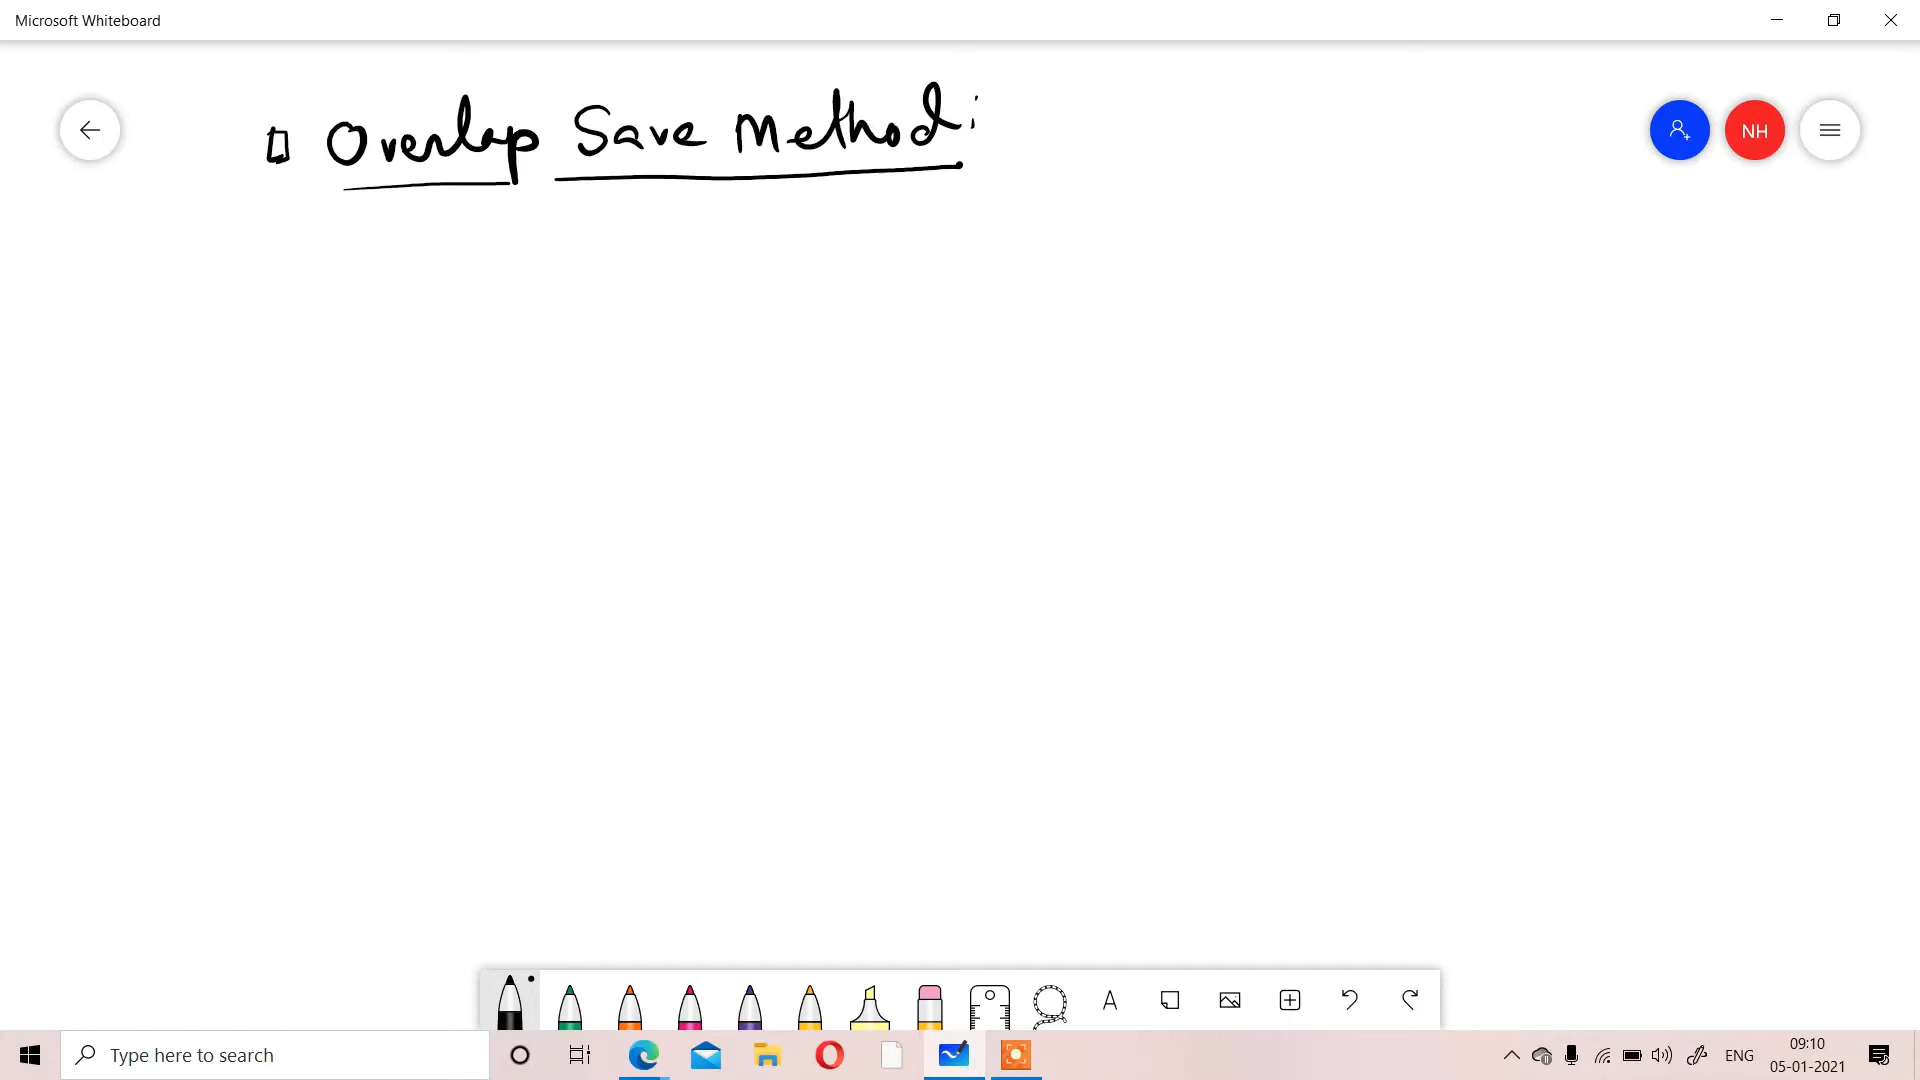 Microsoft Whiteboard
Overlap Save Method:
NH
A
Type here to search
ENG
09:10
05-01-2021